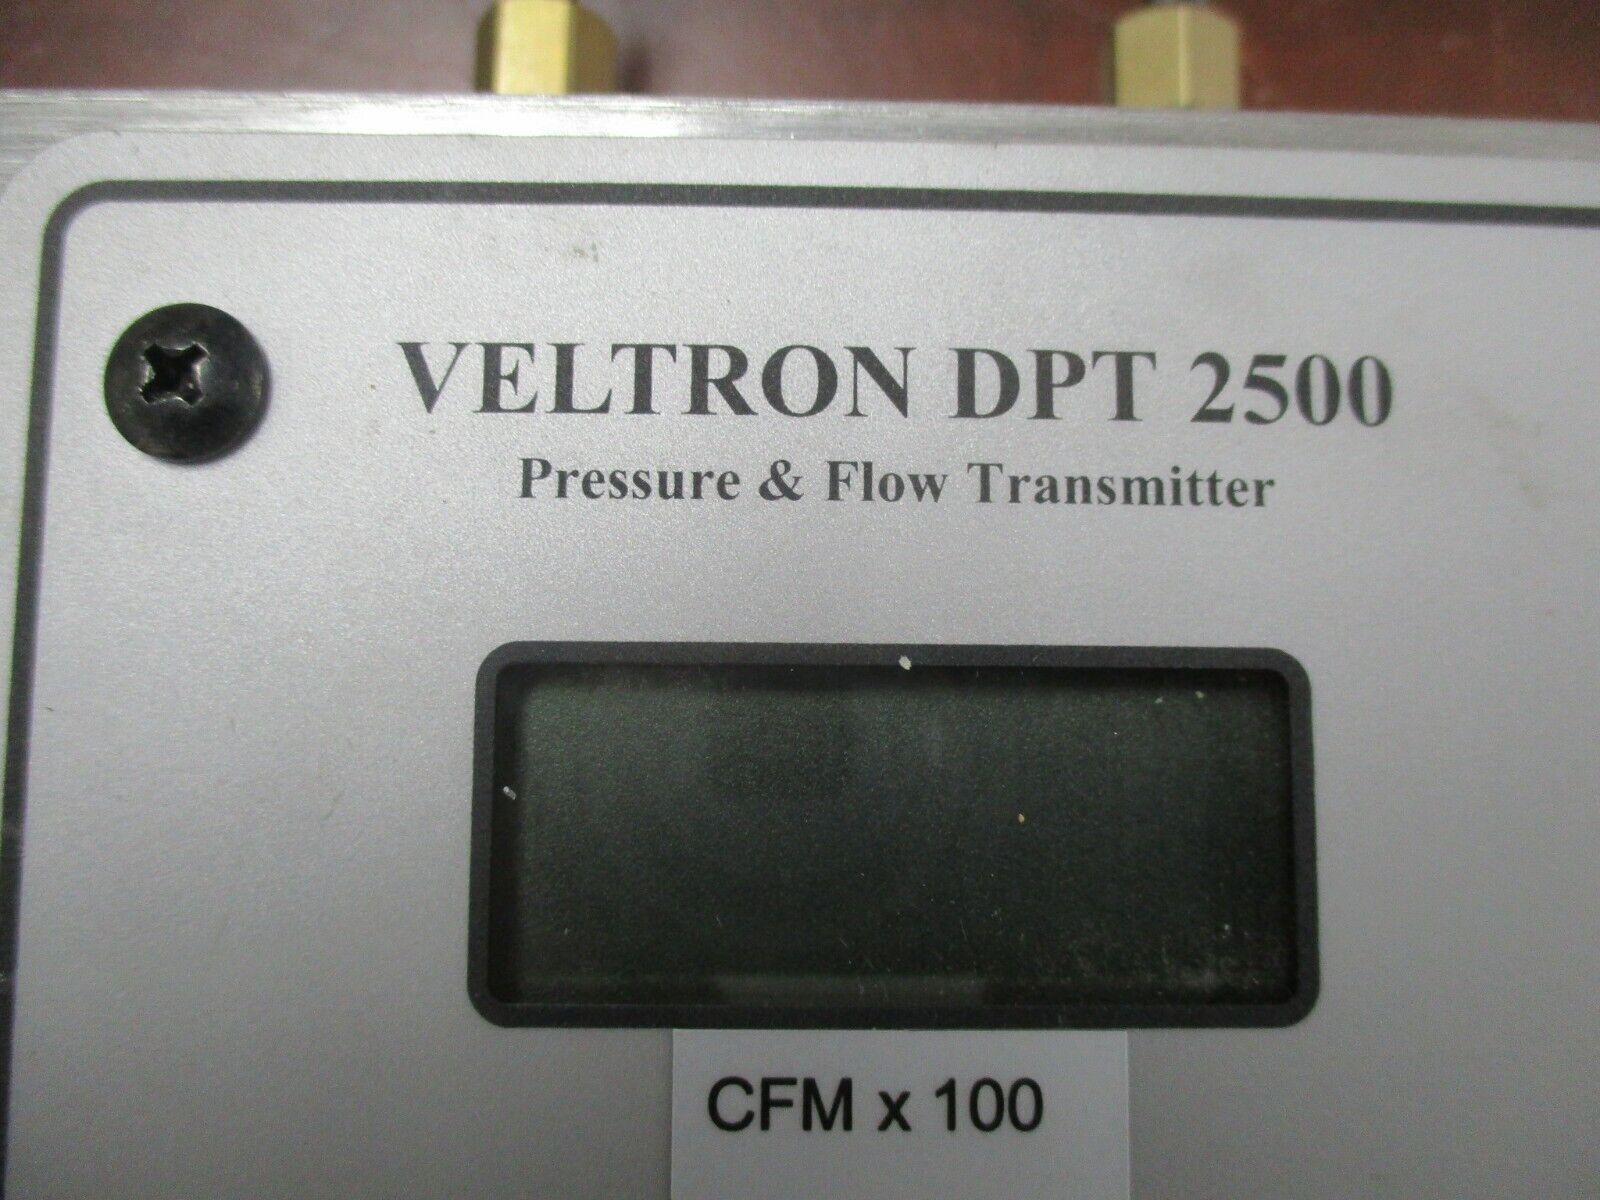 VELTRON DPT 2500
Pressure & Flow Transmitter
CFM x 100